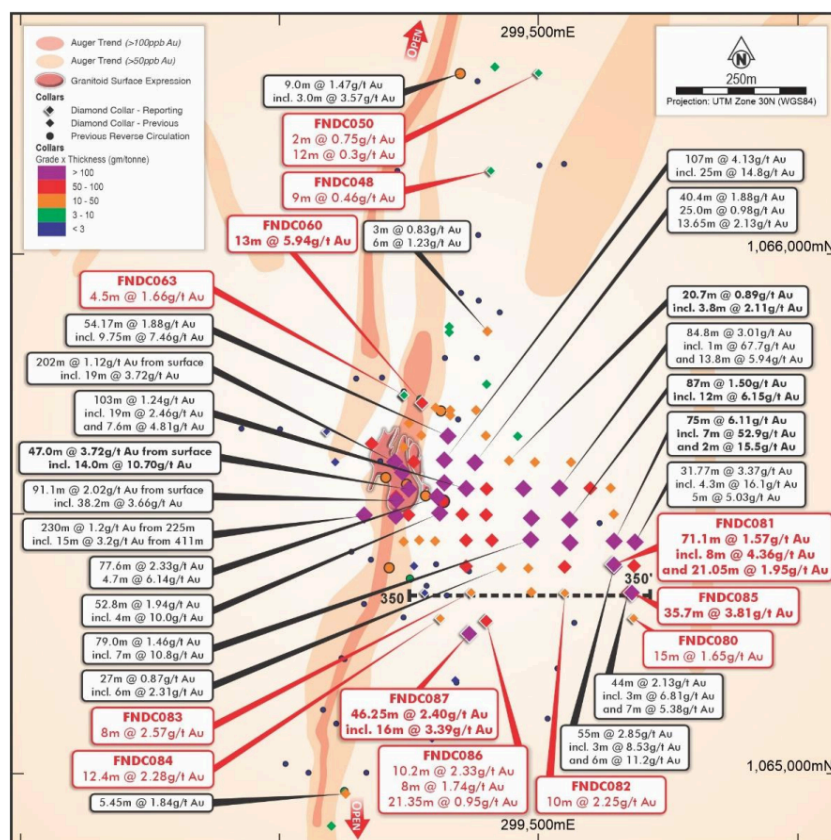 299,500mE
Auger Trend (>100ppb Au)
Auger Trend (>50ppb Au)
Granitoid Surface Expression
Collars
Diamond Collar - Reporting
Diamond Collar - Previous
Previous Reverse Circulation
Collars
Grade x Thickness (gm/tonne)
> 100
50 - 100
10 - 50
3 - 10
< 3
OPEN
N
250m
Projection: UTM Zone 30N (WGS84)
9.0m @ 1.47g/t Au
incl. 3.0m @ 3.57g/t Au
FNDC050
2m @ 0.75g/t Au
12m @ 0.3g/t Au
FNDC048
9m @ 0.46g/t Au
FNDC060
13m @ 5.94g/t Au
3m @ 0.83g/t Au
6m @ 1.23g/t Au
107m @ 4.13g/t Au
incl. 25m @ 14.8g/t Au
40.4m @ 1.88g/t Au
25.0m @ 0.98g/t Au
13.65m @ 2.13g/t Au
1,066,000mN
FNDC063
4.5m @ 1.66g/t Au
54.17m @ 1.88g/t Au
incl. 9.75m @ 7.46g/t Au
202m @ 1.12g/t Au from surface
incl. 19m @ 3.72g/t Au
103m @ 1.24g/t Au
incl. 19m @ 2.46g/t Au
and 7.6m @ 4.81g/t Au
47.0m @ 3.72g/t Au from surface
incl. 14.0m @ 10.70g/t Au
91.1m @ 2.02g/t Au from surface
incl. 38.2m @ 3.66g/t Au
230m @ 1.2g/t Au from 225m
incl. 15m @ 3.2g/t Au from 411m
77.6m @ 2.33g/t Au
4.7m @ 6.14g/t Au
52.8m @ 1.94g/t Au
incl. 4m @ 10.0g/t Au
79.0m @ 1.46g/t Au
incl. 7m @ 10.8g/t Au
27m @ 0.87g/t Au
incl. 6m @ 2.31g/t Au
FNDC083
8m @ 2.57g/t Au
FNDC084
12.4m @ 2.28g/t Au
5.45m @ 1.84g/t Au
20.7m @ 0.89g/t Au
incl. 3.8m @ 2.11g/t Au
84.8m @ 3.01g/t Au
incl. 1m @ 67.7g/t Au
and 13.8m @ 5.94g/t Au
87m @ 1.50g/t Au
incl. 12m @ 6.15g/t Au
75m @ 6.11g/t Au
incl. 7m @ 52.9g/t Au
and 2m @ 15.5g/t Au
31.77m @ 3.37g/t Au
incl. 4.3m @ 16.1g/t Au
5m @ 5.03g/t Au
FNDC081
71.1m @ 1.57g/t Au
incl. 8m @ 4.36g/t Au
and 21.05m @ 1.95g/t Au
350
350'
FNDC085
35.7m @ 3.81g/t Au
FNDC080
15m @ 1.65g/t Au
44m @ 2.13g/t Au
incl. 3m @ 6.81g/t Au
and 7m @ 5.38g/t Au
55m @ 2.85g/t Au
incl. 3m @ 8.53g/t Au
and 6m @ 11.2g/t Au
FNDC087
46.25m @ 2.40g/t Au
incl. 16m @ 3.39g/t Au
FNDC086
10.2m @ 2.33g/t Au
8m @ 1.74g/t Au
21.35m @ 0.95g/t Au
FNDC082
10m @ 2.25g/t Au
1,065,000mN
OPEN
299,500mE